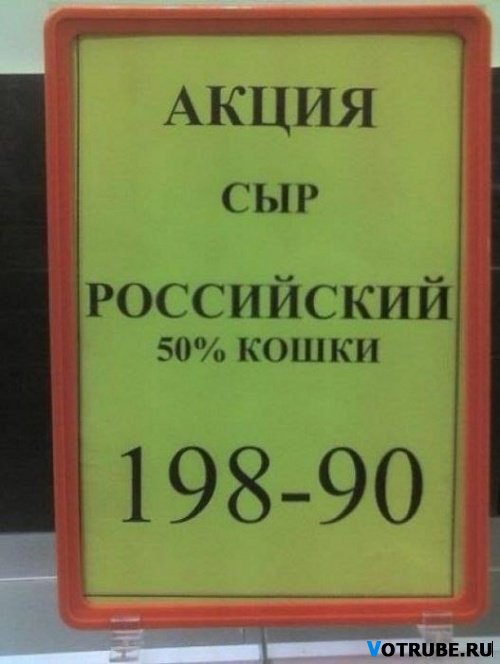 АКЦИЯ
СЫР
РОССИЙСКИЙ
50% КОШКИ
198-90
VOTRUBE.RU